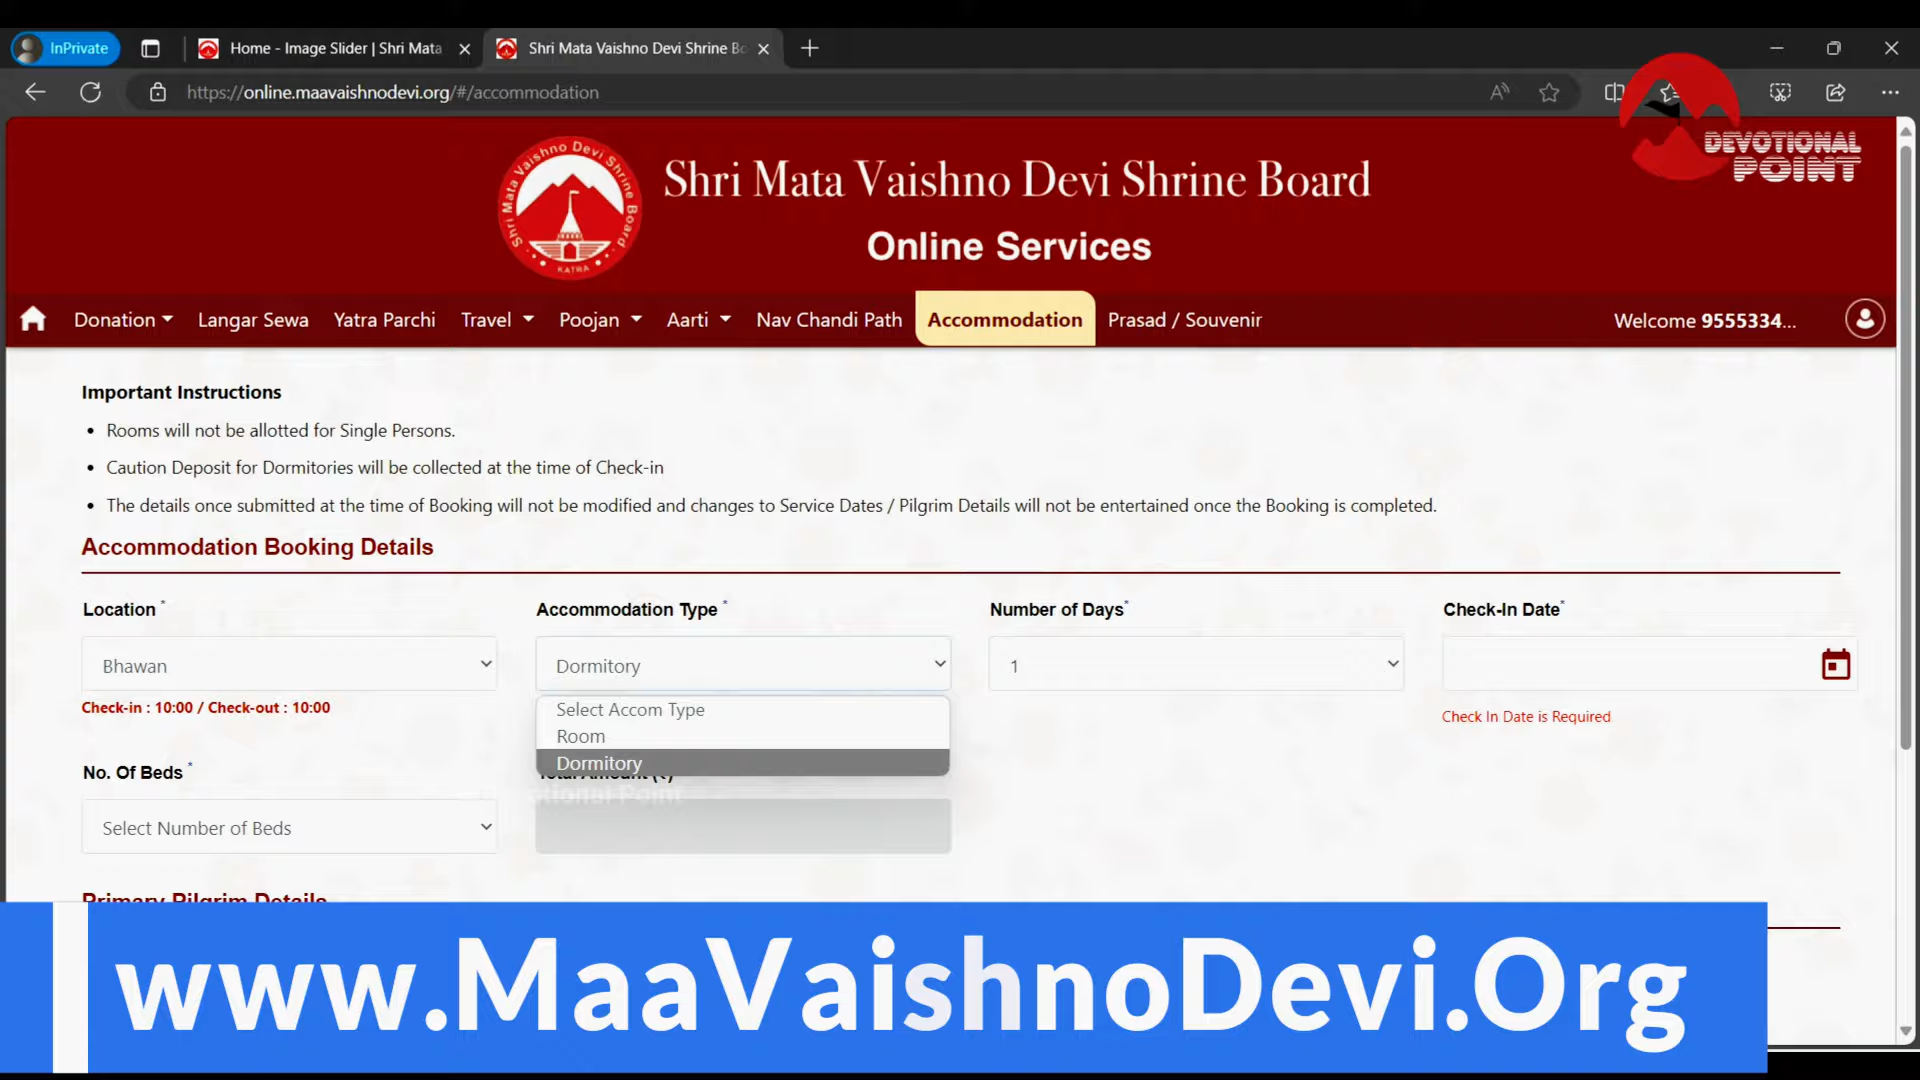 InPrivate
Home - Image Slider | Shri Mata
Shri Mata Vaishno Devi Shrine Bo
https://online.maavaishnodevi.org/#/accommodation
DEVOTIONAL
POINT
Shri Mata Vaishno Devi Shrine Board
KATRA
Shri Mata Vaishno Devi Shrine Board
Online Services
Donation
Langar Sewa
Yatra Parchi
Travel
Poojan
Aarti
Nav Chandi Path
Accommodation
Prasad / Souvenir
Welcome 9555334...
Important Instructions
• Rooms will not be allotted for Single Persons.
• Caution Deposit for Dormitories will be collected at the time of Check-in
• The details once submitted at the time of Booking will not be modified and changes to Service Dates / Pilgrim Details will not be entertained once the Booking is completed.
Accommodation Booking Details
Location *
Accommodation Type *
Number of Days*
Check-In Date*
Bhawan
Dormitory
1
Check-in : 10:00 / Check-out : 10:00
Select Accom Type
Room
Dormitory
Check In Date is Required
No. Of Beds *
Total Amount (₹)
Select Number of Beds
Primary Pilgrim Details
www.MaaVaishnoDevi.Org